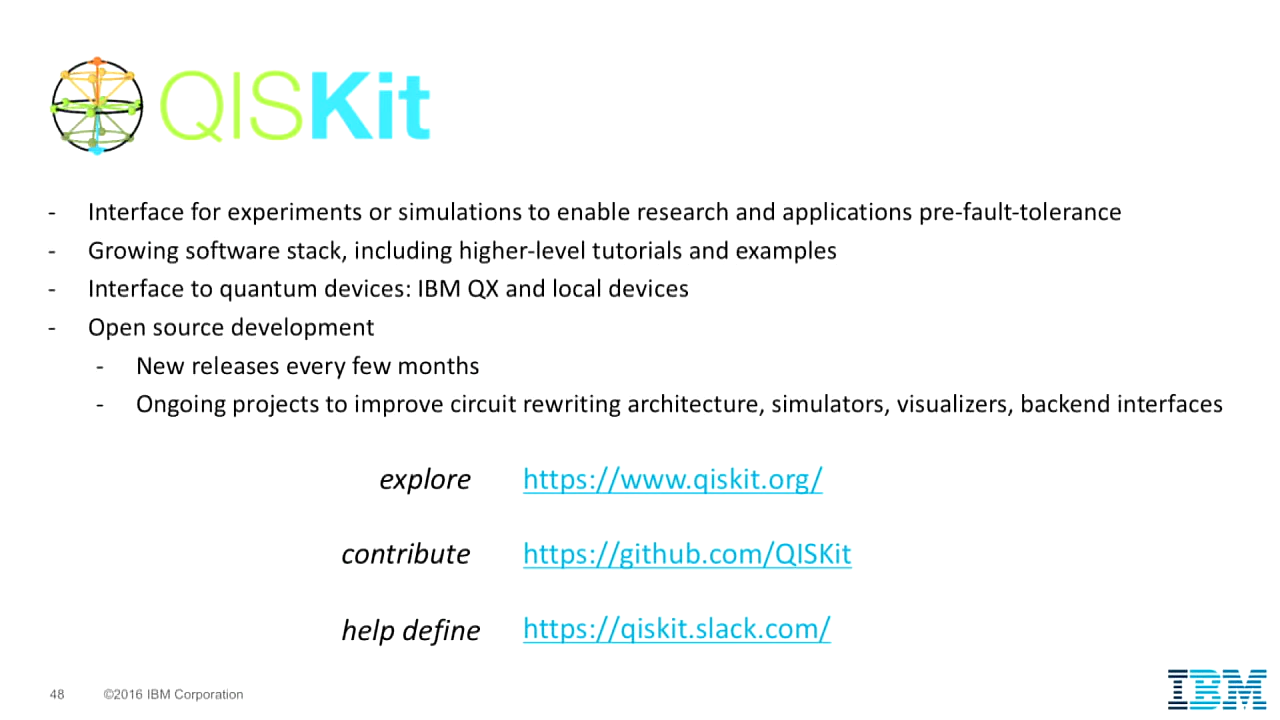 QISKit
- Interface for experiments or simulations to enable research and applications pre-fault-tolerance
- Growing software stack, including higher-level tutorials and examples
- Interface to quantum devices: IBM QX and local devices
- Open source development
- New releases every few months
- Ongoing projects to improve circuit rewriting architecture, simulators, visualizers, backend interfaces
explore https://www.qiskit.org/
contribute https://github.com/QISKit
help define https://qiskit.slack.com/
48 ©2016 IBM Corporation
IBM